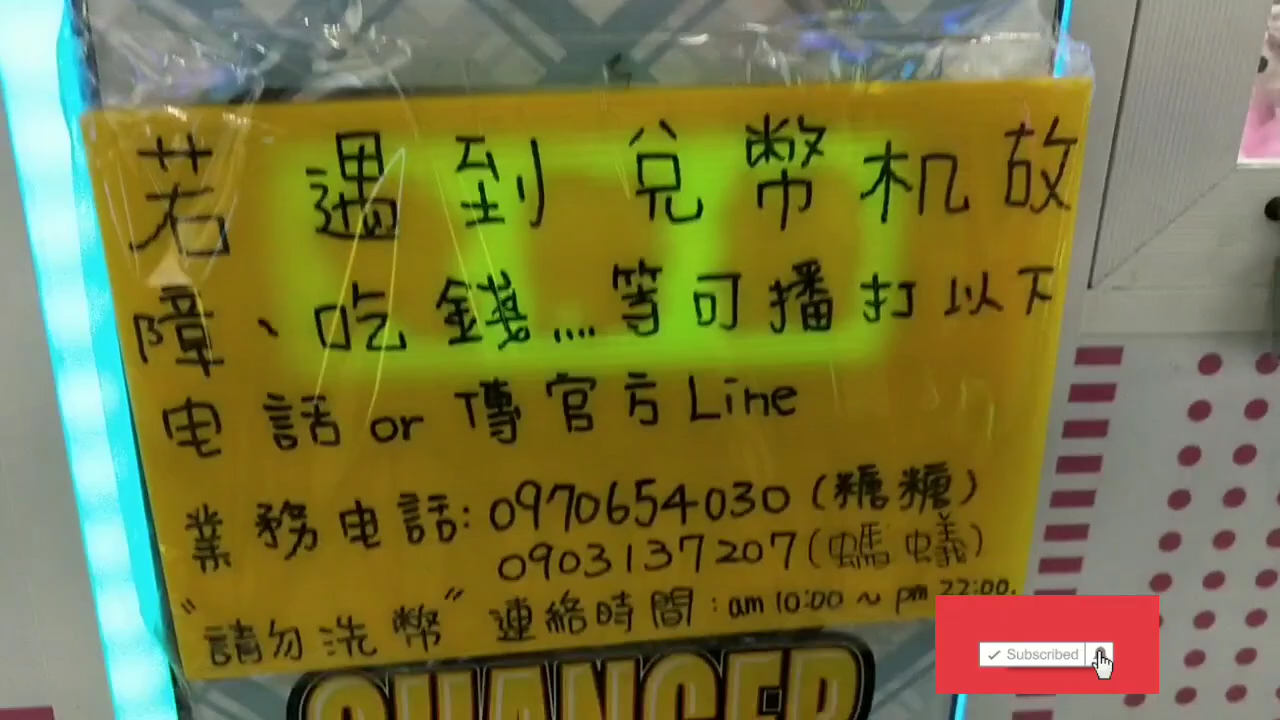 若遇到兌幣机故
障、吃錢....等可播打以下
电話or傳官方Line
業務电話:0970654030(糖糖)
0903137207(螞蟻)
"請勿洗幣"連絡時間:am 10:00~pm 22:00.
CHANGER
Subscribed